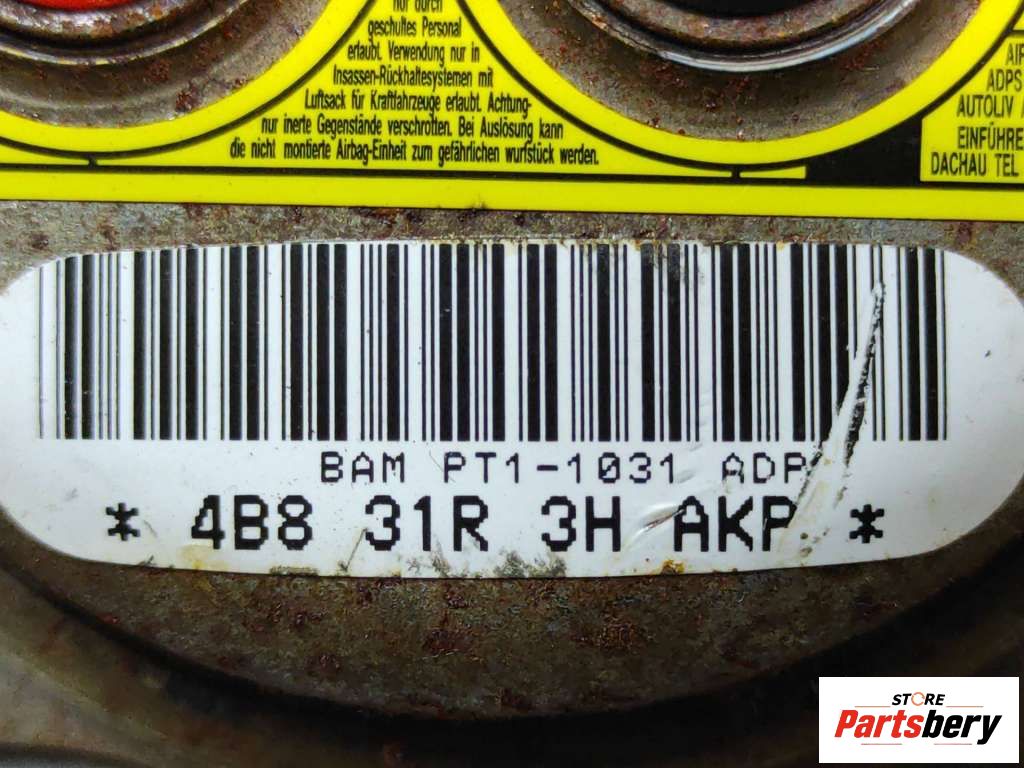 nur durch
geschultes Personal
erlaubt. Verwendung nur in
Insassen-Rückhaltesystemen mit
Luftsack für Kraftfahrzeuge erlaubt. Achtung-
nur inerte Gegenstände verschrotten. Bei Auslösung kann
die nicht montierte Airbag-Einheit zum gefährlichen wurfstück werden.
AIR
ADPS
AUTOLIV
EINFÜHRE
DACHAU TEL
BAM PT1-1031 ADP
* 4B8 31R 3H AKP *
STORE
Partsbery